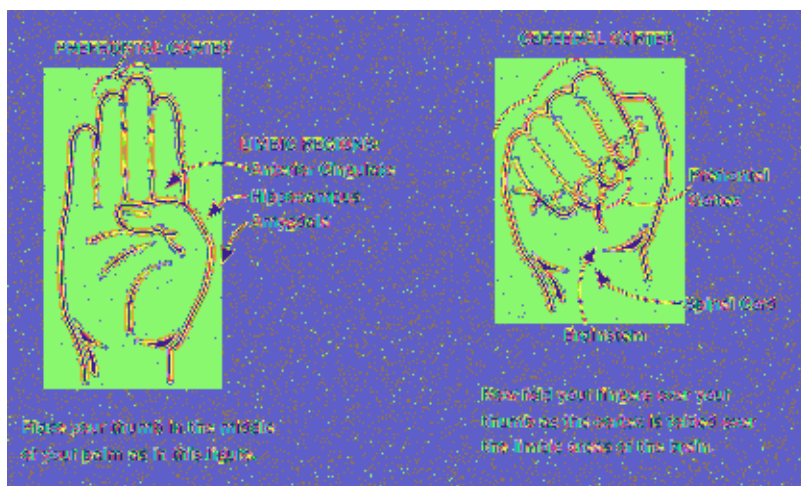 PREFRONTAL CORTEX
LIMBIC REGIONS:
Anterior Cingulate
Hippocampus
Amygdala
Place your thumb in the middle
of your palm as in this figure.
CEREBRAL CORTEX
Prefrontal
Cortex
Spinal Cord
Brainstem
Now fold your fingers over your
thumb as the cortex is folded over
the limbic areas of the brain.